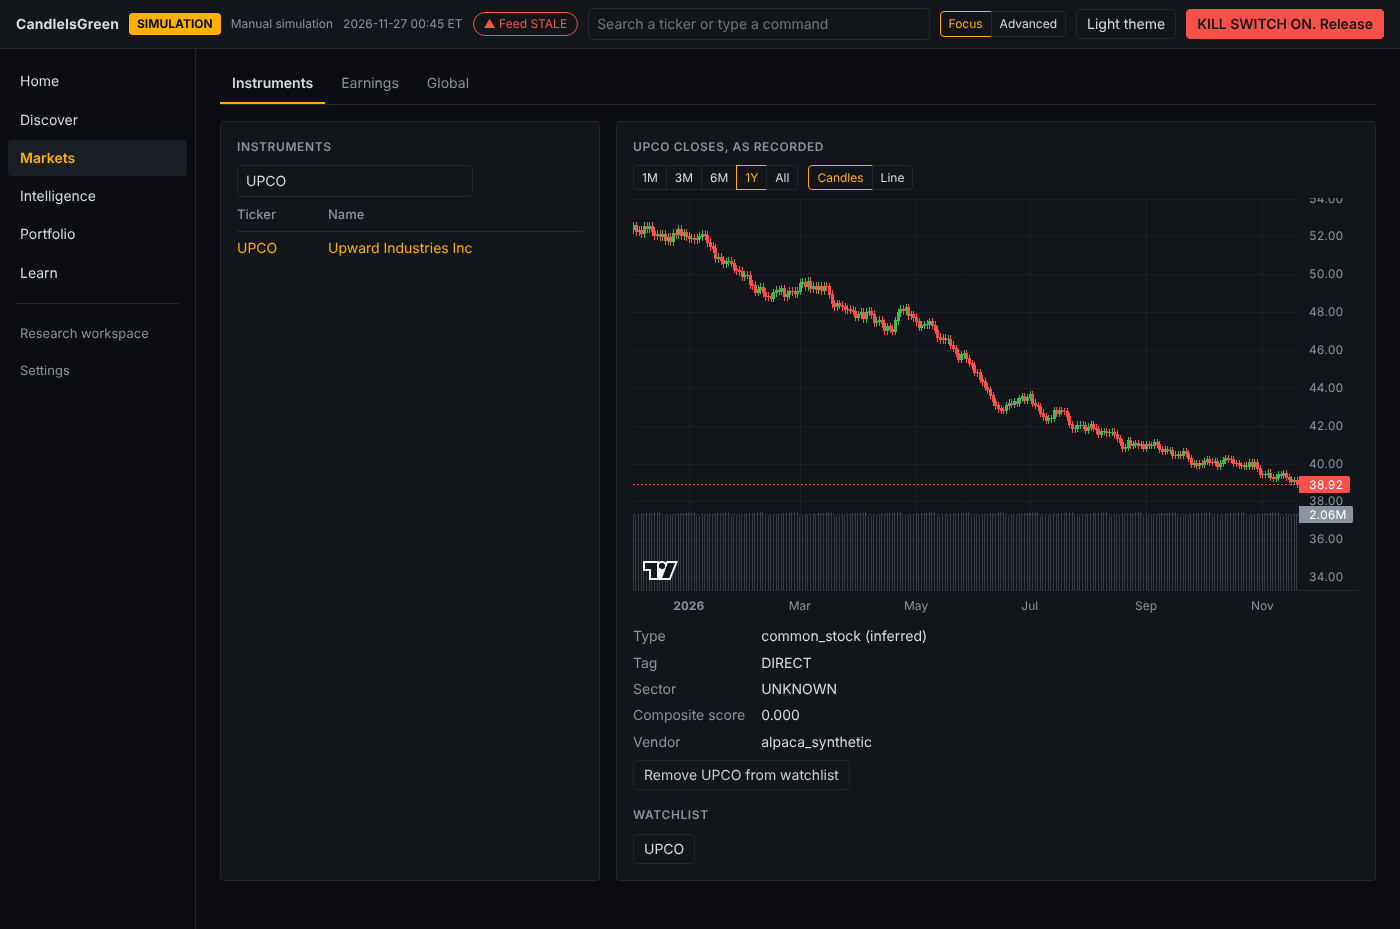 CandleIsGreen SIMULATION Manual simulation 2026-11-27 00:45 ET ▲ Feed STALE Search a ticker or type a command Focus Advanced Light theme KILL SWITCH ON. Release
Home
Discover
Markets
Intelligence
Portfolio
Learn
Research workspace
Settings
Instruments Earnings Global
INSTRUMENTS
UPCO
Ticker Name
UPCO Upward Industries Inc
UPCO CLOSES, AS RECORDED
1M 3M 6M 1Y All Candles Line
54.00
52.00
50.00
48.00
46.00
44.00
42.00
40.00
38.92
38.00
2.06M
36.00
34.00
2026 Mar May Jul Sep Nov
Type common_stock (inferred)
Tag DIRECT
Sector UNKNOWN
Composite score 0.000
Vendor alpaca_synthetic
Remove UPCO from watchlist
WATCHLIST
UPCO